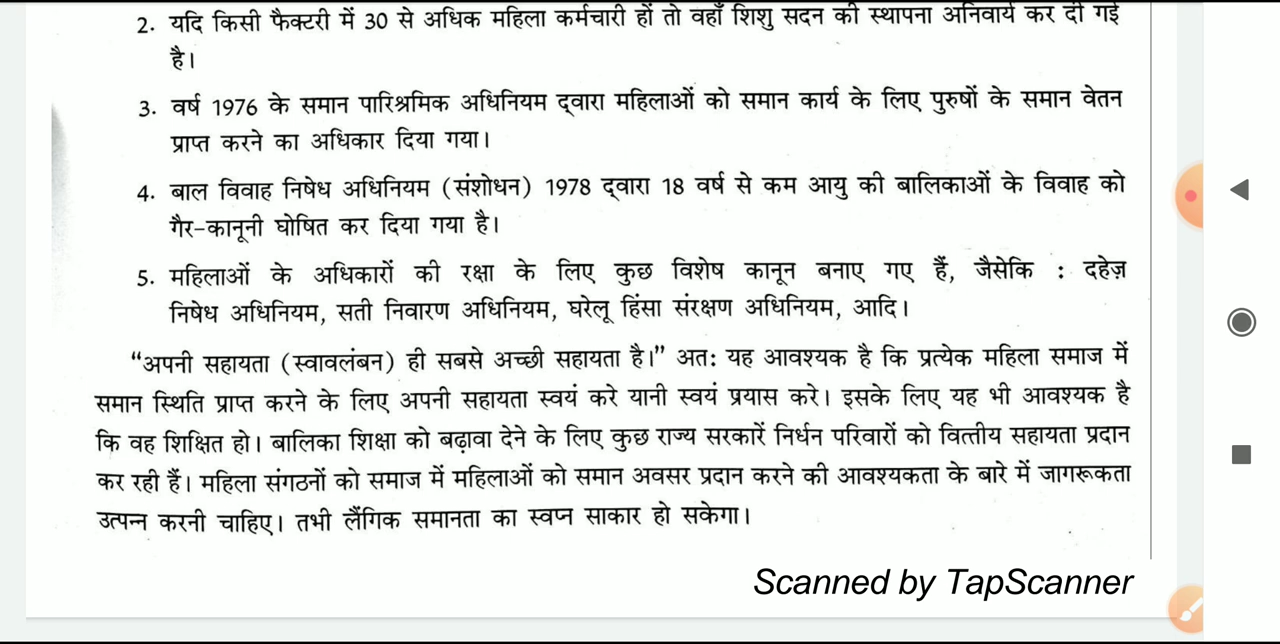 2. यदि किसी फैक्टरी में 30 से अधिक महिला कर्मचारी हों तो वहाँ शिशु सदन की स्थापना अनिवार्य कर दी गई
है।
3. वर्ष 1976 के समान पारिश्रमिक अधिनियम द्वारा महिलाओं को समान कार्य के लिए पुरुषों के समान वेतन
प्राप्त करने का अधिकार दिया गया।
4. बाल विवाह निषेध अधिनियम (संशोधन) 1978 द्वारा 18 वर्ष से कम आयु की बालिकाओं के विवाह को
गैर-कानूनी घोषित कर दिया गया है।
5. महिलाओं के अधिकारों की रक्षा के लिए कुछ विशेष कानून बनाए गए हैं, जैसेकि : दहेज़
निषेध अधिनियम, सती निवारण अधिनियम, घरेलू हिंसा संरक्षण अधिनियम, आदि।
“अपनी सहायता (स्वावलंबन) ही सबसे अच्छी सहायता है।” अतः यह आवश्यक है कि प्रत्येक महिला समाज में
समान स्थिति प्राप्त करने के लिए अपनी सहायता स्वयं करे यानी स्वयं प्रयास करे। इसके लिए यह भी आवश्यक है
कि वह शिक्षित हो। बालिका शिक्षा को बढ़ावा देने के लिए कुछ राज्य सरकारें निर्धन परिवारों को वित्तीय सहायता प्रदान
कर रही हैं। महिला संगठनों को समाज में महिलाओं को समान अवसर प्रदान करने की आवश्यकता के बारे में जागरूकता
उत्पन्न करनी चाहिए। तभी लैंगिक समानता का स्वप्न साकार हो सकेगा।
Scanned by TapScanner